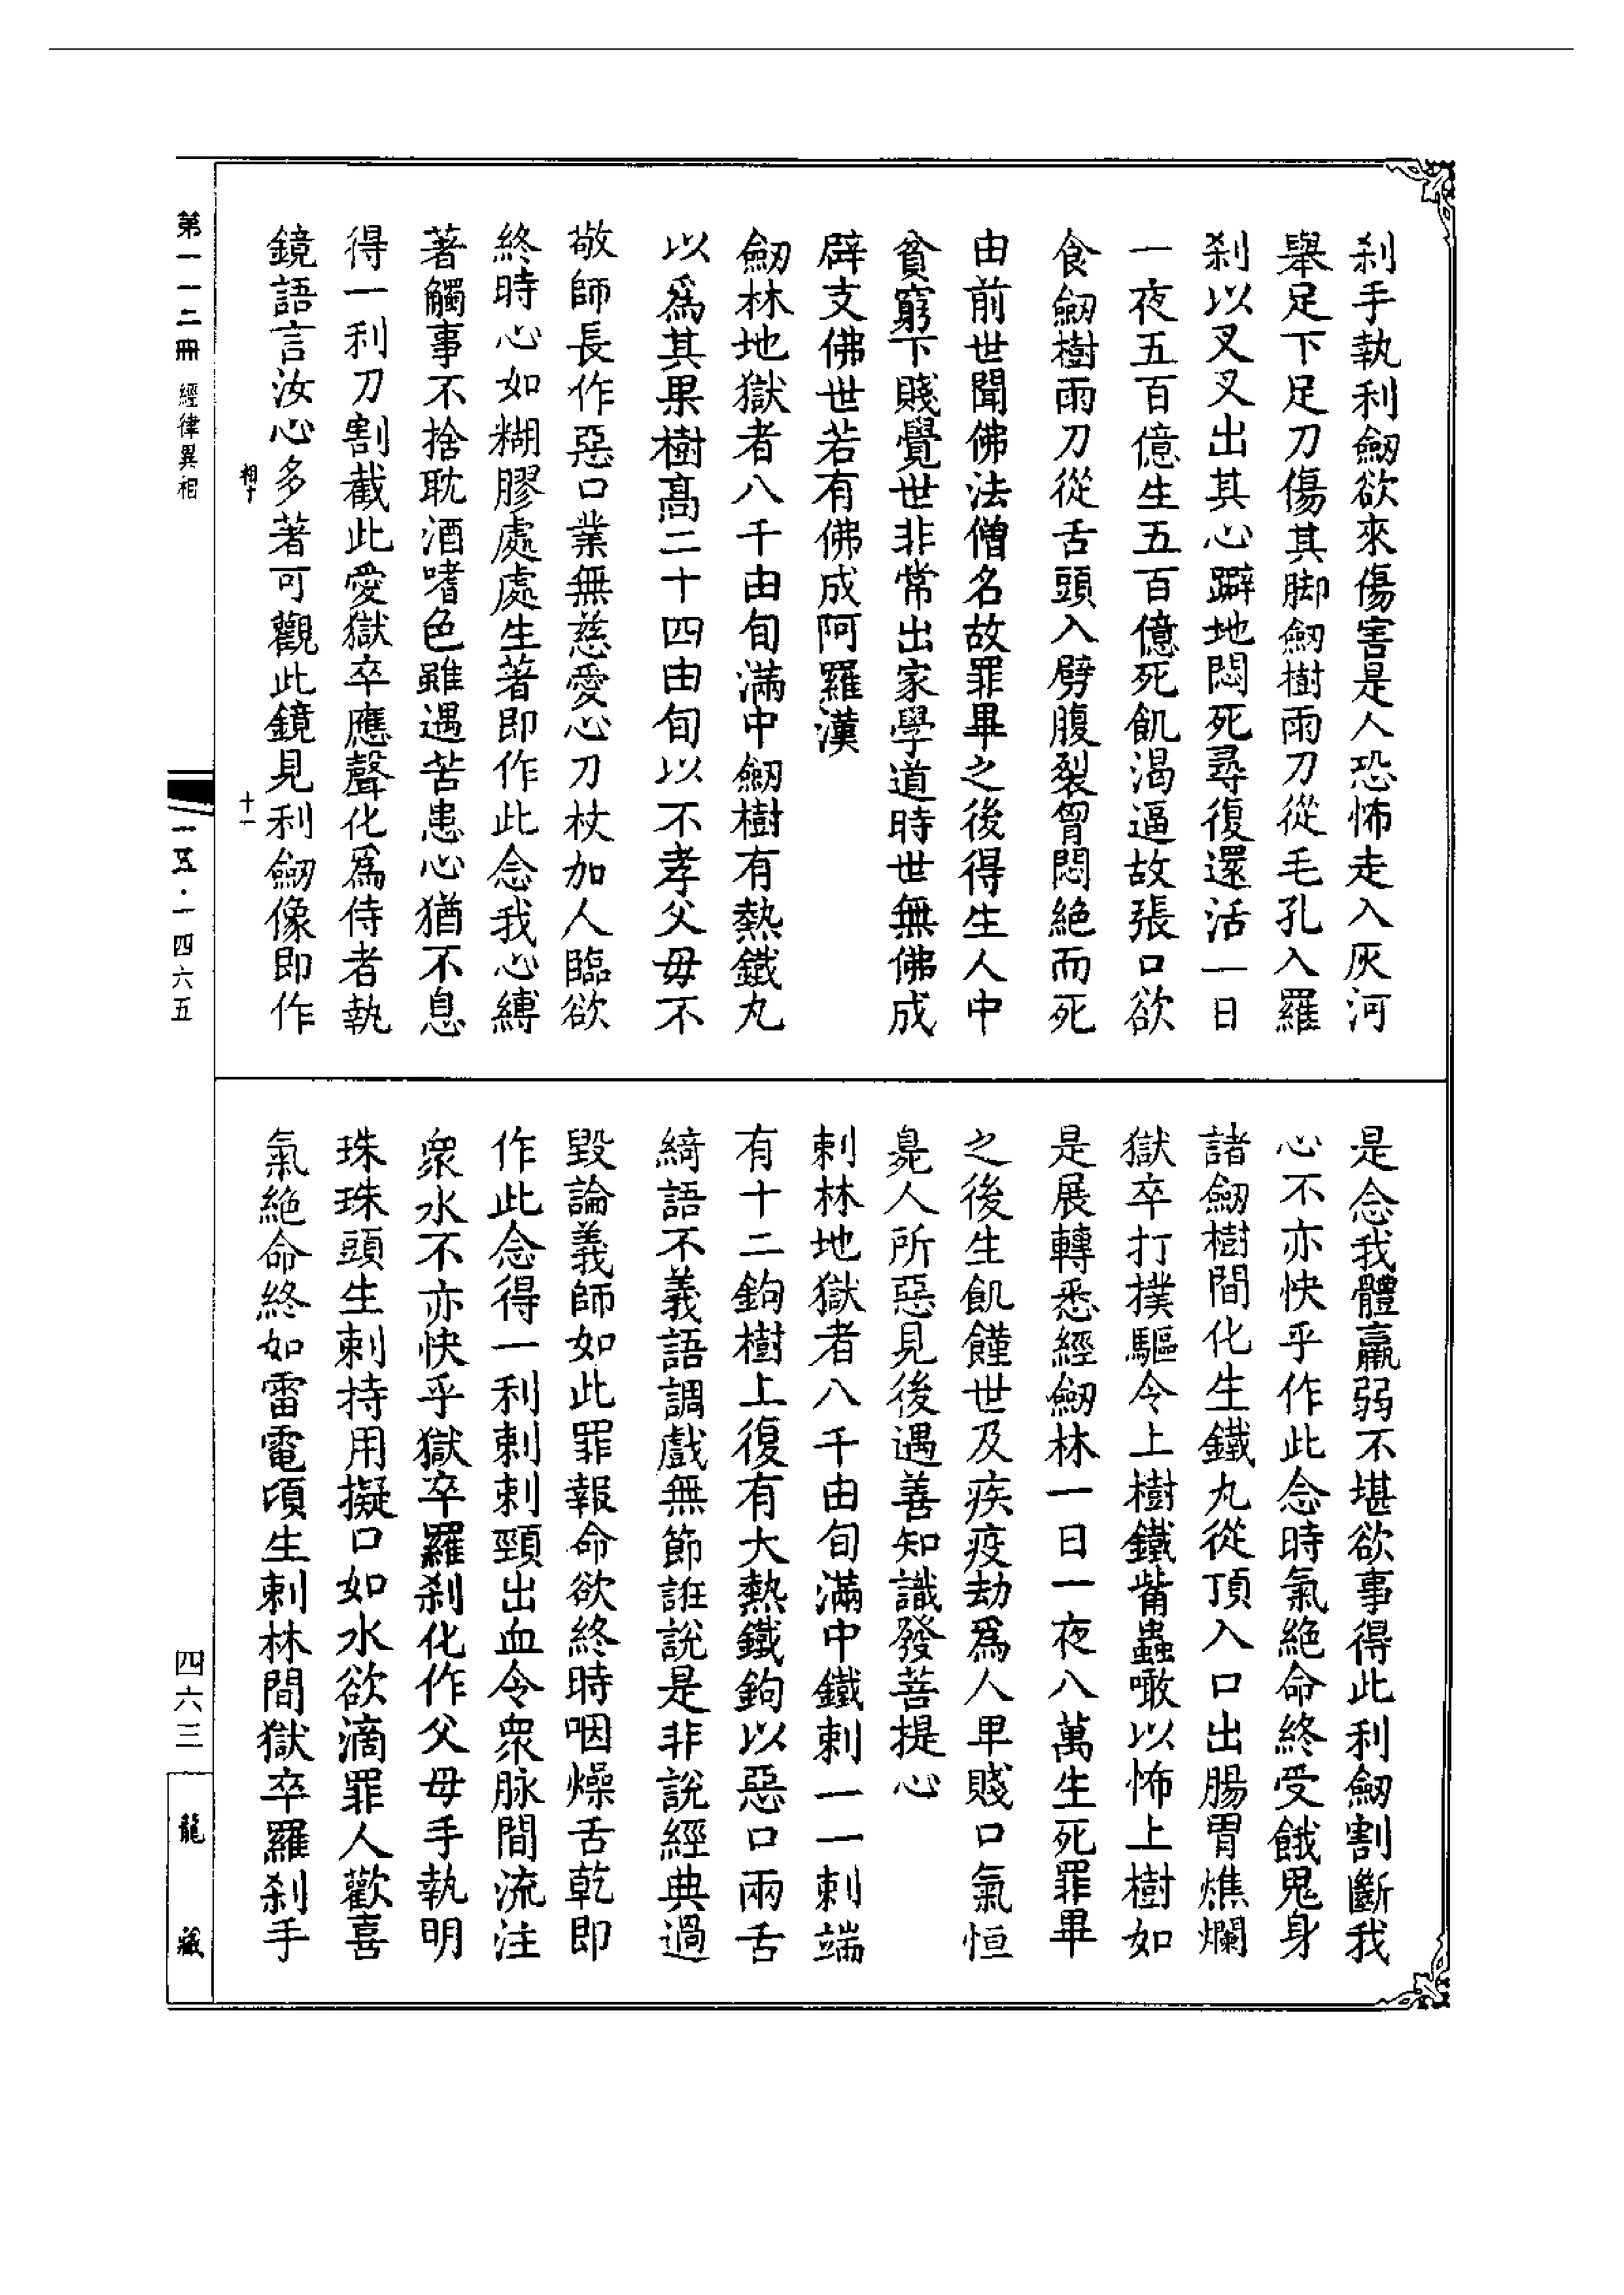 刹手執利劒欲來傷害是人恐怖走入灰河
舉足下足刀傷其脚劒樹雨刀從毛孔入羅
刹以叉叉出其心躃地悶死尋復還活一日
一夜五百億生五百億死飢渴逼故張口欲
食劒樹雨刀從舌頭入劈腹裂胷悶絶而死
由前世聞佛法僧名故罪畢之後得生人中
貧窮下賤覺世非常出家學道時世無佛成
辟支佛世若有佛成阿羅漢
劒林地獄者八千由旬滿中劒樹有熱鐵丸
以爲其果樹髙二十四由旬以不孝父毋不
敬師長作惡口業無慈愛心刀杖加人臨欲
終時心如糊膠處處生著即作此念我心縛
著觸事不捨耽酒嗜色雖遇苦患心猶不息
得一利刀割截此愛獄卒應聲化爲侍者執
鏡語言汝心多著可觀此鏡見利劒像即作
是念我體羸弱不堪欲事得此利劒割斷我
心不亦快乎作此念時氣絶命終受餓鬼身
諸劒樹間化生鐵丸從頂入口出腸胃燋爛
獄卒打撲驅令上樹鐵觜蟲噉以怖上樹如
是展轉悉經劒林一日一夜八萬生死罪畢
之後生飢饉世及疾疫劫爲人卑賤口氣恒
臰人所惡見後遇善知識發菩提心
刺林地獄者八千由旬滿中鐵刺一一刺端
有十二鉤樹上復有大熱鐵鉤以惡口兩舌
綺語不義語調戲無節誑説是非説經典過
毀論義師如此罪報命欲終時咽燥舌乾即
作此念得一利刺刺頸出血令衆脉間流注
衆水不亦快乎獄卒羅刹化作父毋手執明
珠珠頭生刺持用擬口如水欲滴罪人歡喜
氣絶命終如雷電頃生刺林間獄卒羅刹手
第一一二冊 經律異相
相十
十一
一五·一四六五
四六三
龍藏